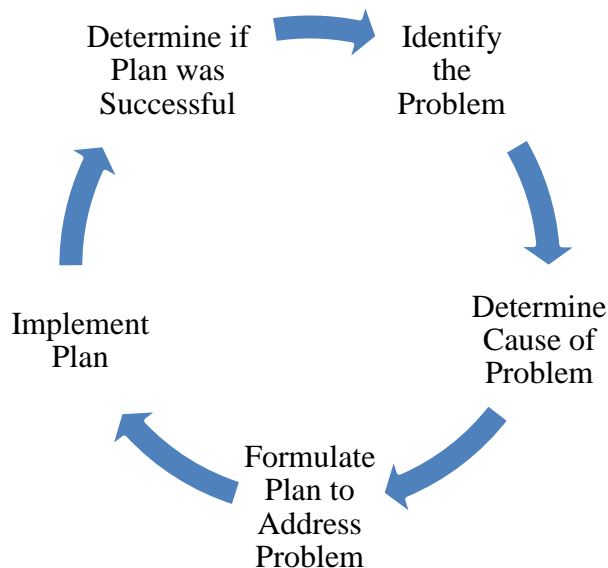 Identify
the
Problem
Determine
Cause of
Problem
Formulate
Plan to
Address
Problem
Implement
Plan
Determine if
Plan was
Successful